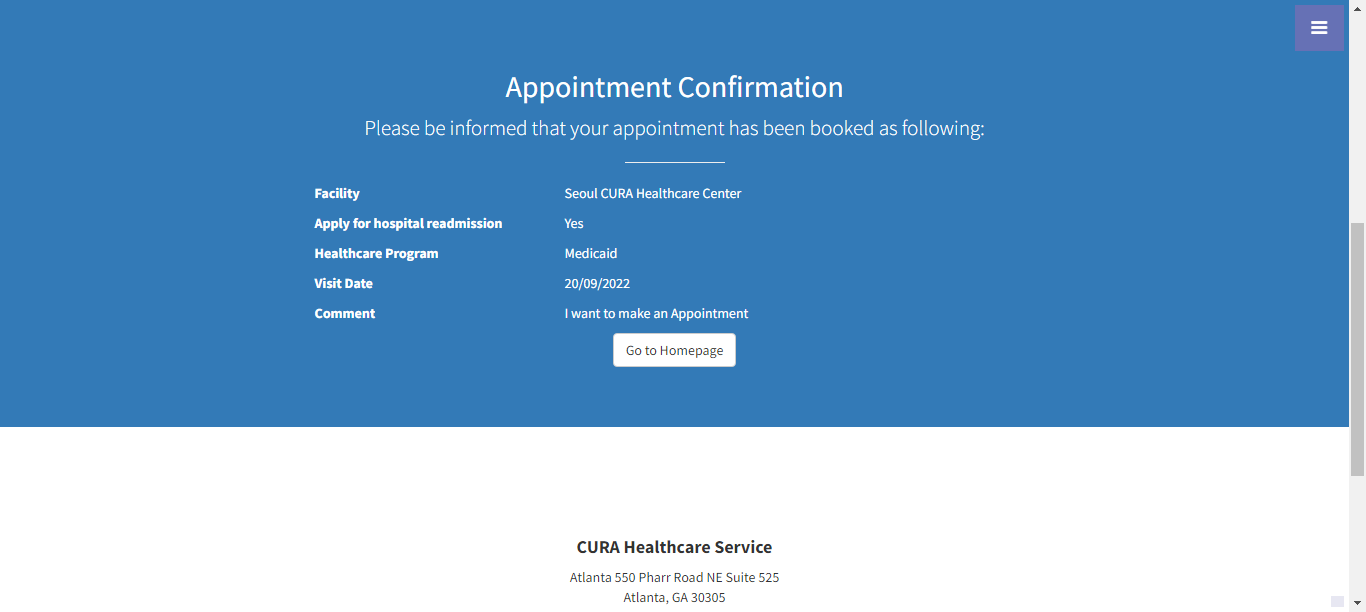 Appointment Confirmation
Please be informed that your appointment has been booked as following:
Facility Seoul CURA Healthcare Center
Apply for hospital readmission Yes
Healthcare Program Medicaid
Visit Date 20/09/2022
Comment I want to make an Appointment
Go to Homepage
CURA Healthcare Service
Atlanta 550 Pharr Road NE Suite 525
Atlanta, GA 30305